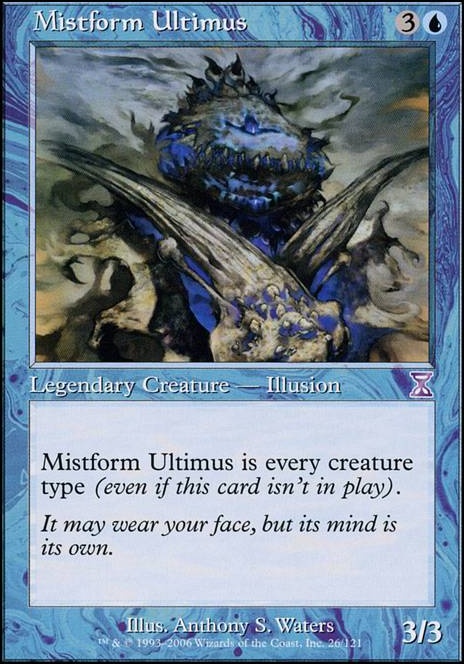 Mistform Ultimus 3
Legendary Creature — Illusion
Mistform Ultimus is every creature
type (even if this card isn't in play).
It may wear your face, but its mind is
its own.
Illus. Anthony S. Waters
™ & © 1993–2006 Wizards of the Coast, Inc. 26/121
3/3